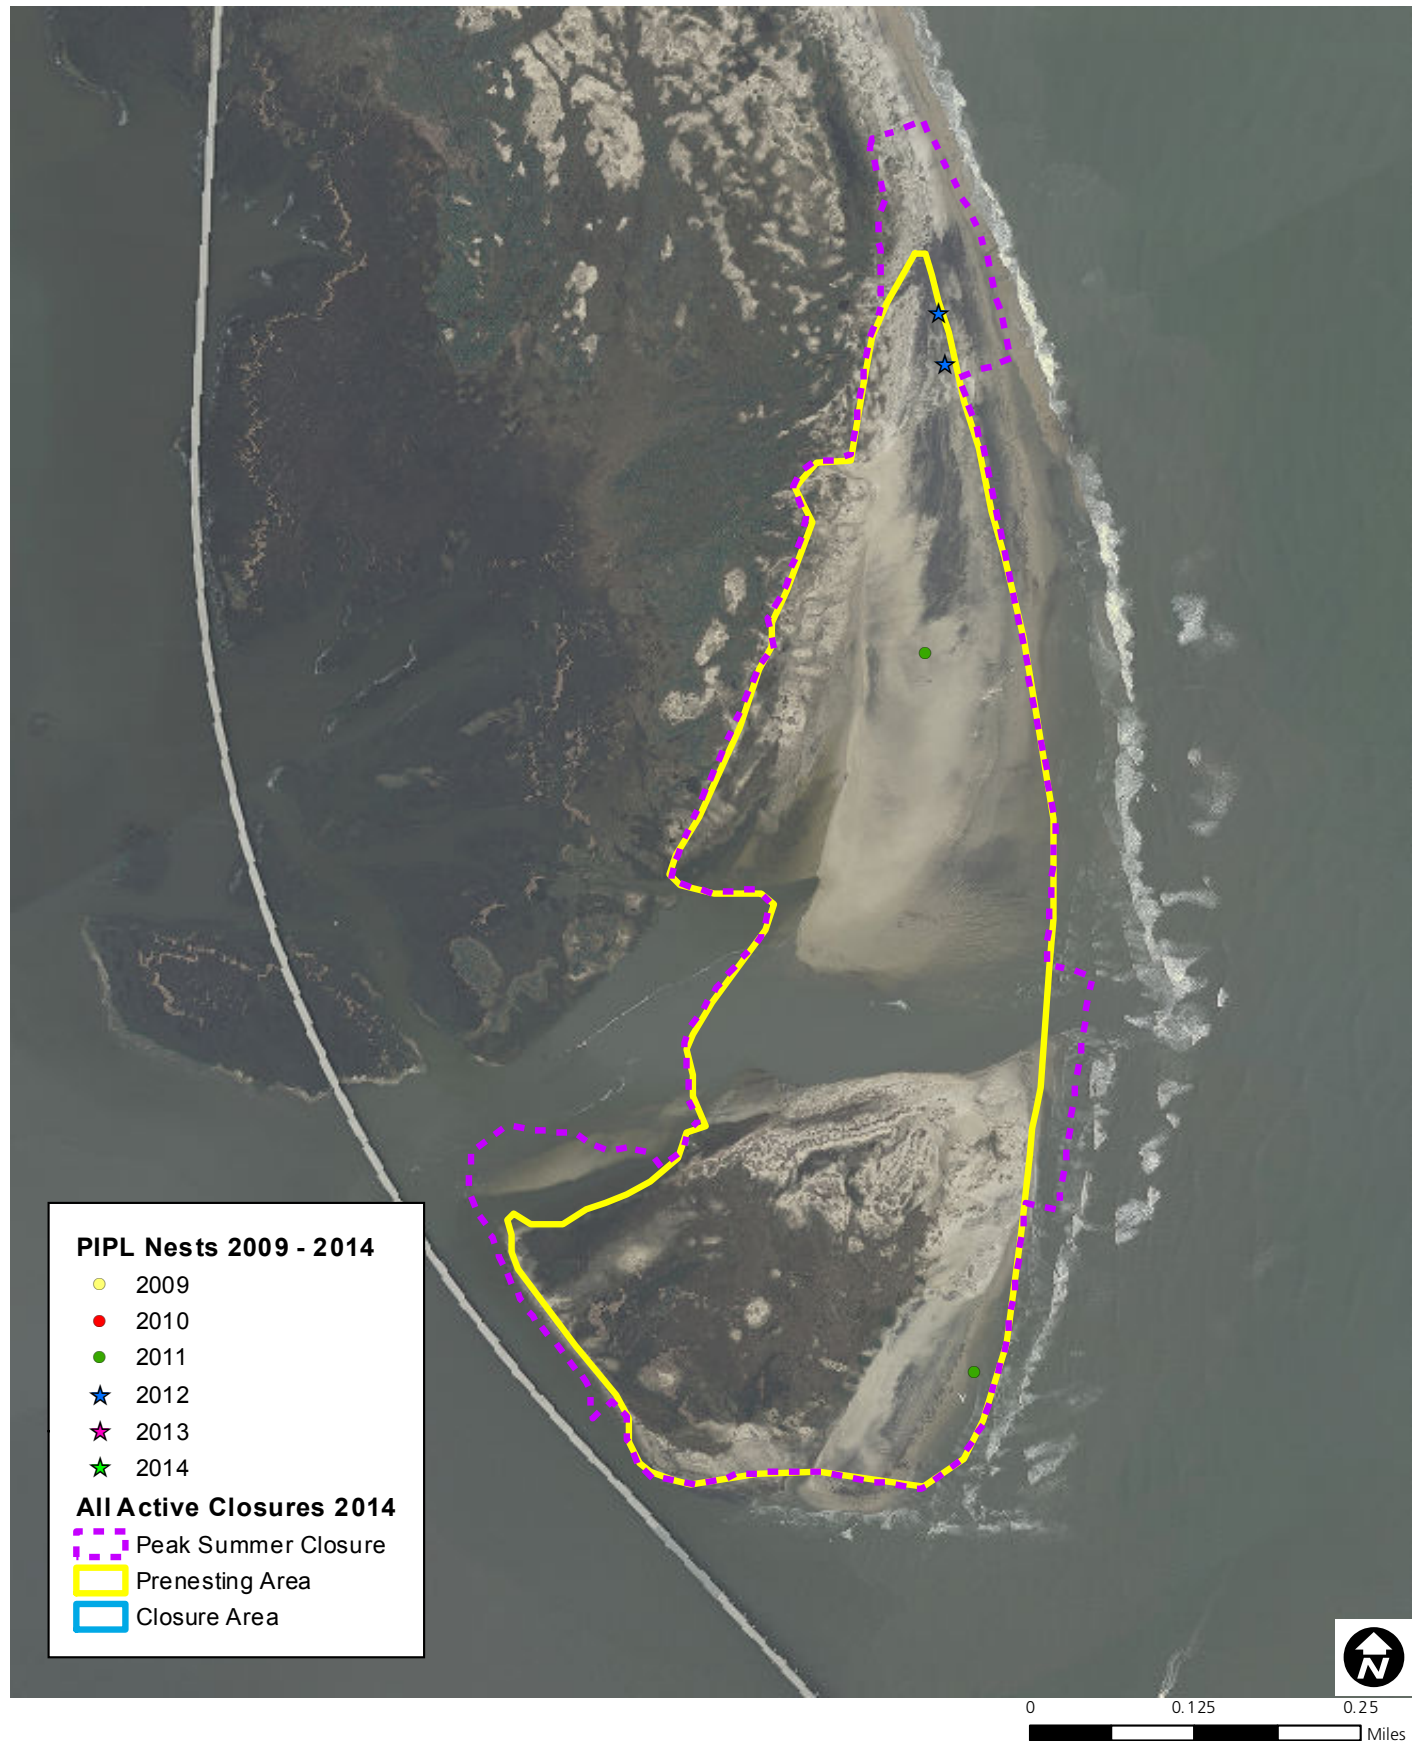 PIPL Nests 2009 - 2014
2009
2010
2011
2012
2013
2014
All Active Closures 2014
Peak Summer Closure
Prenesting Area
Closure Area
N
0 0.125 0.25
Miles